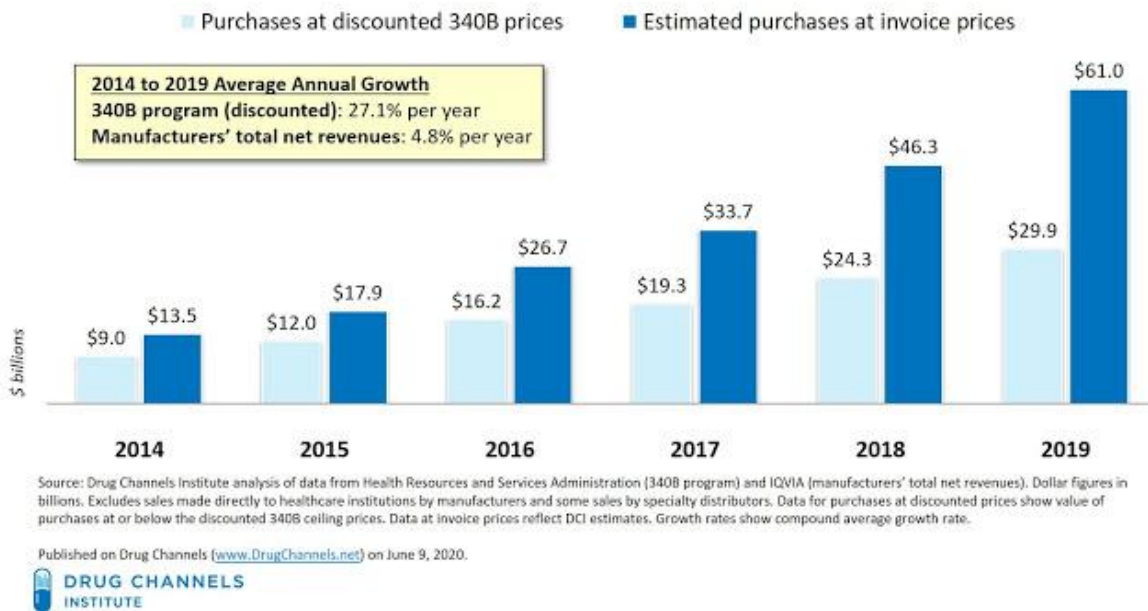 Purchases at discounted 340B prices
Estimated purchases at invoice prices
2014 to 2019 Average Annual Growth
340B program (discounted): 27.1% per year
Manufacturers’ total net revenues: 4.8% per year
$ billions
$9.0
$13.5
$12.0
$17.9
$16.2
$26.7
$19.3
$33.7
$24.3
$46.3
$29.9
$61.0
2014
2015
2016
2017
2018
2019
Source: Drug Channels Institute analysis of data from Health Resources and Services Administration (340B program) and IQVIA (manufacturers’ total net revenues). Dollar figures in
billions. Excludes sales made directly to healthcare institutions by manufacturers and some sales by specialty distributors. Data for purchases at discounted prices show value of
purchases at or below the discounted 340B ceiling prices. Data at invoice prices reflect DCI estimates. Growth rates show compound average growth rate.
Published on Drug Channels (www.DrugChannels.net) on June 9, 2020.
DRUG CHANNELS
INSTITUTE